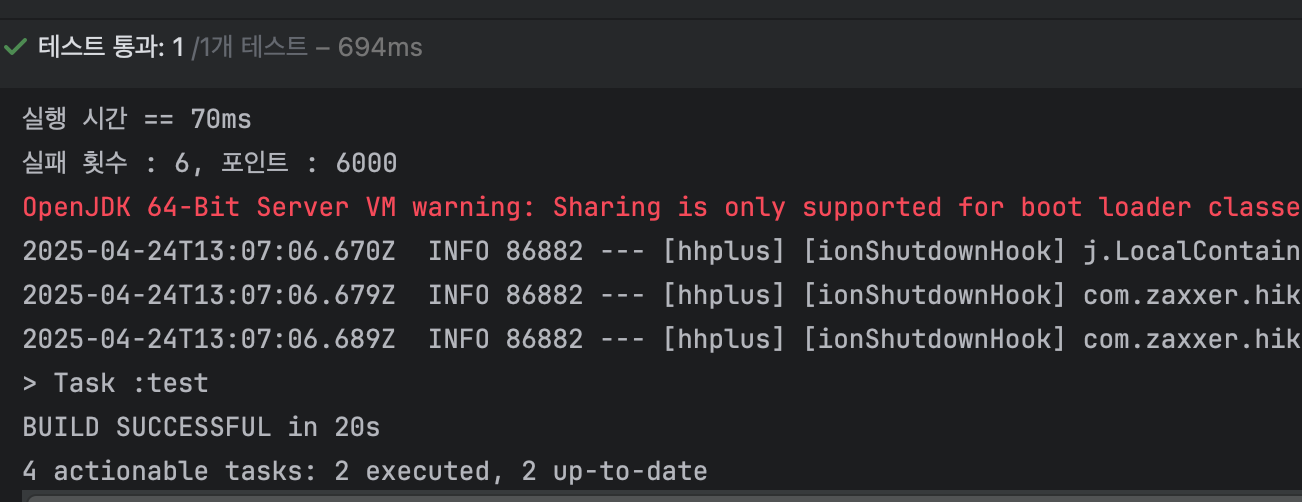 테스트 통과: 1 /1개 테스트 – 694ms
실행 시간 == 70ms
실패 횟수 : 6, 포인트 : 6000
OpenJDK 64-Bit Server VM warning: Sharing is only supported for boot loader classe
2025-04-24T13:07:06.670Z  INFO 86882 --- [hhplus] [ionShutdownHook] j.LocalContain
2025-04-24T13:07:06.679Z  INFO 86882 --- [hhplus] [ionShutdownHook] com.zaxxer.hik
2025-04-24T13:07:06.689Z  INFO 86882 --- [hhplus] [ionShutdownHook] com.zaxxer.hik
> Task :test
BUILD SUCCESSFUL in 20s
4 actionable tasks: 2 executed, 2 up-to-date